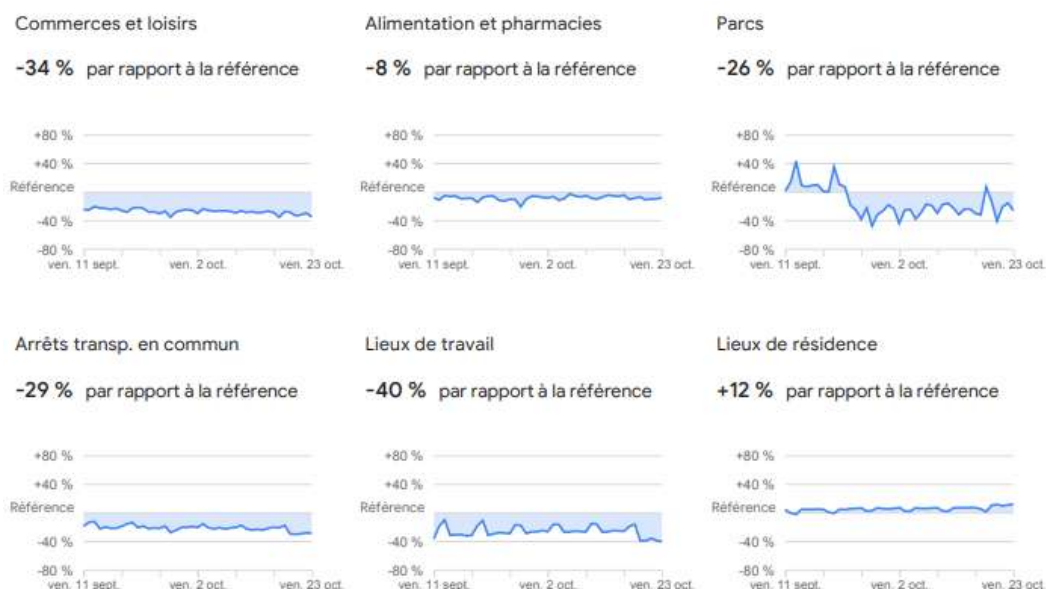 Commerces et loisirs
-34 % par rapport à la référence
+80 %
+40 %
Référence
-40 %
-80 %
ven. 11 sept. ven. 2 oct. ven. 23 oct.
Alimentation et pharmacies
-8 % par rapport à la référence
+80 %
+40 %
Référence
-40 %
-80 %
ven. 11 sept. ven. 2 oct. ven. 23 oct.
Parcs
-26 % par rapport à la référence
+80 %
+40 %
Référence
-40 %
-80 %
ven. 11 sept. ven. 2 oct. ven. 23 oct.
Arrêts transp. en commun
-29 % par rapport à la référence
+80 %
+40 %
Référence
-40 %
-80 %
ven. 11 sept. ven. 2 oct. ven. 23 oct.
Lieux de travail
-40 % par rapport à la référence
+80 %
+40 %
Référence
-40 %
-80 %
ven. 11 sept. ven. 2 oct. ven. 23 oct.
Lieux de résidence
+12 % par rapport à la référence
+80 %
+40 %
Référence
-40 %
-80 %
ven. 11 sept. ven. 2 oct. ven. 23 oct.